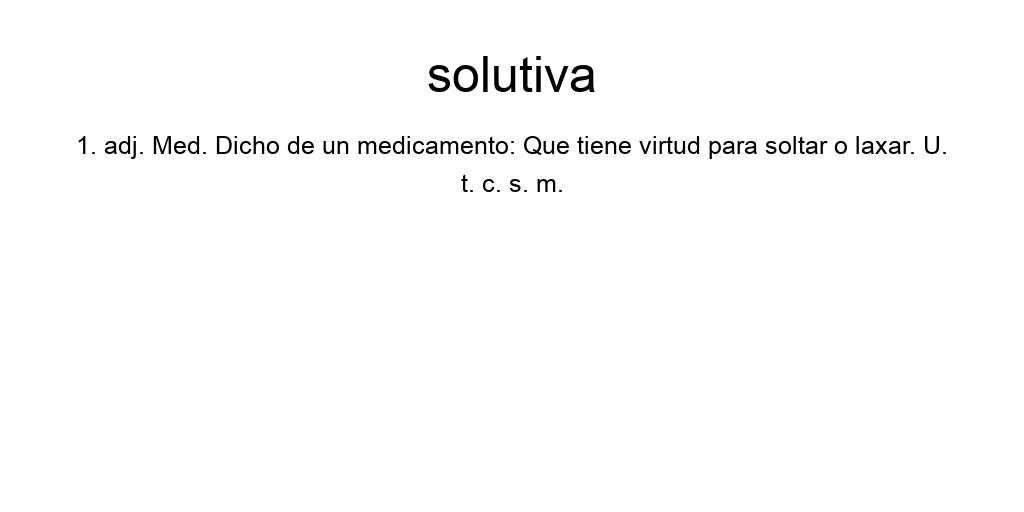 solutiva
1. adj. Med. Dicho de un medicamento: Que tiene virtud para soltar o laxar. U.
t. c. s. m.